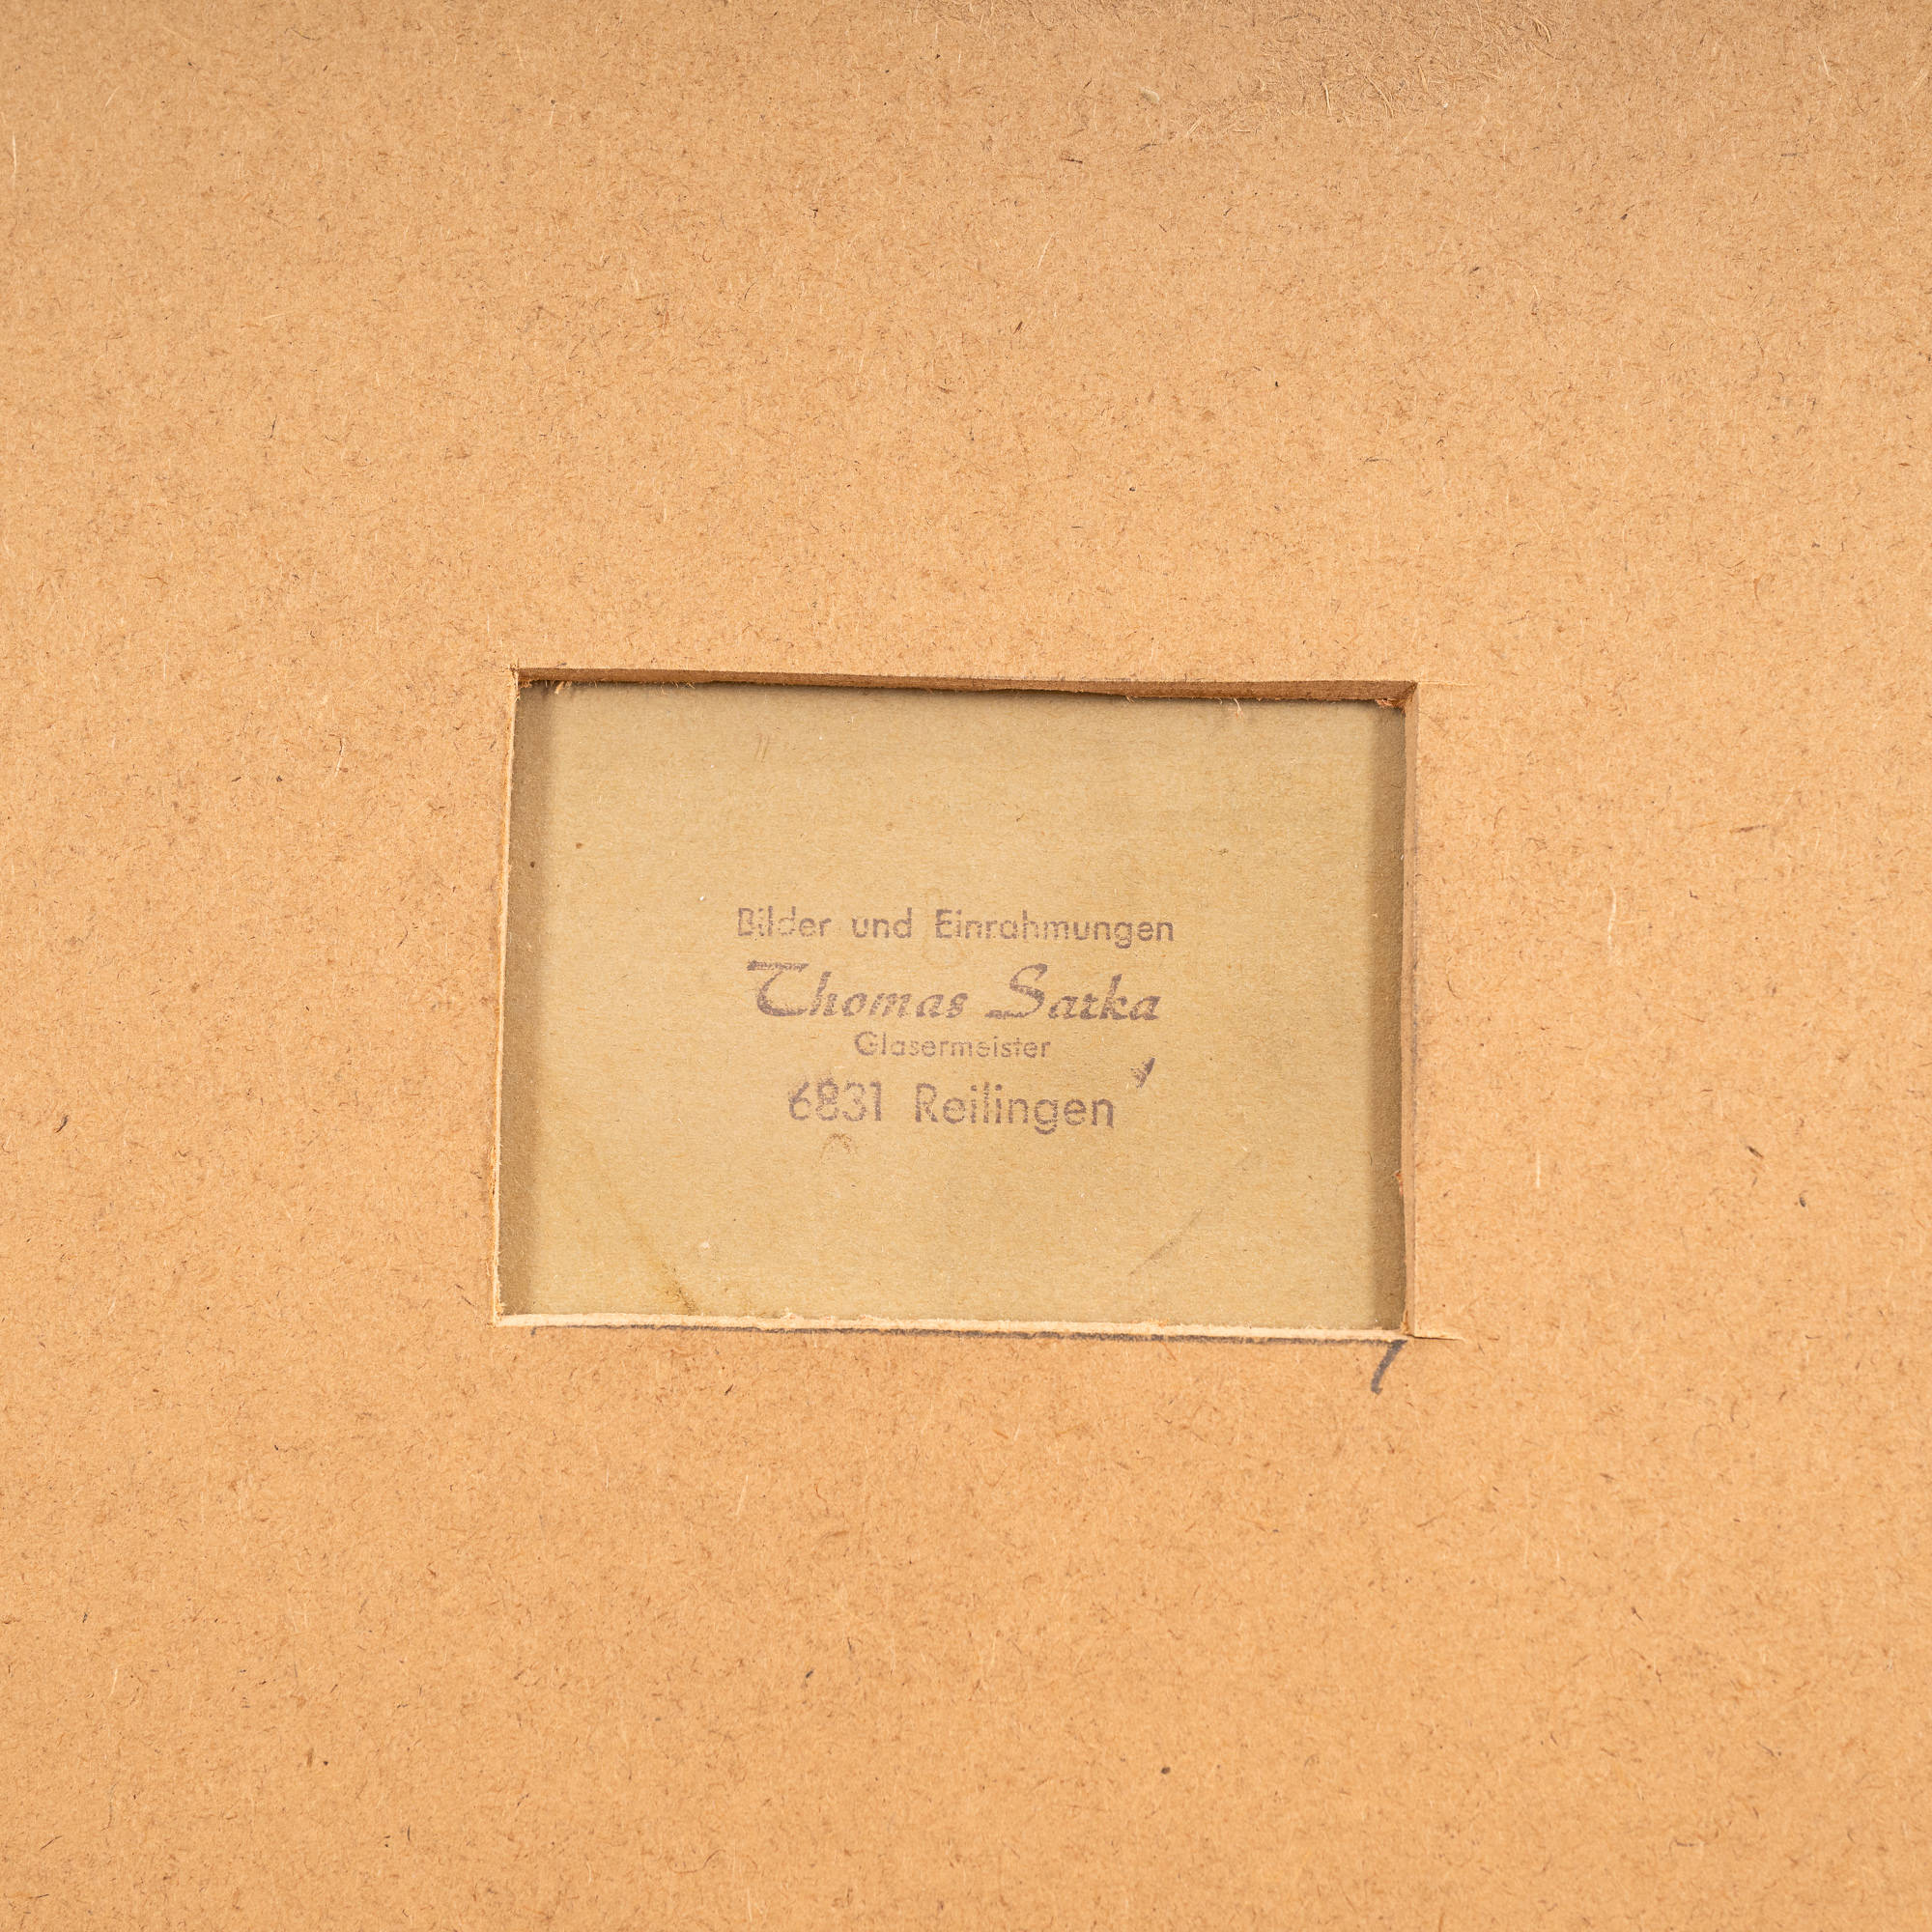 Bilder und Einrahmungen
Thomas Sarka
Glasermeister
6831 Reilingen